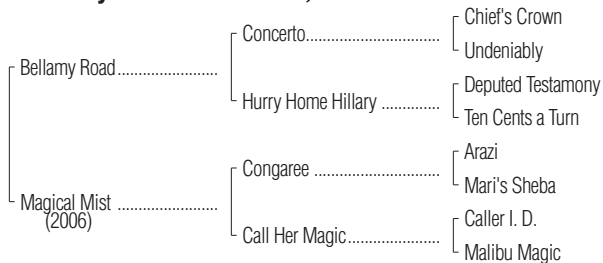 Chief's Crown
Concerto..............................
Undeniably
Bellamy Road ......................
Deputed Testamony
Hurry Home Hillary .............
Ten Cents a Turn
Arazi
Congaree ............................
Mari's Sheba
Magical Mist ......................
(2006)
Caller I. D.
Call Her Magic.....................
Malibu Magic